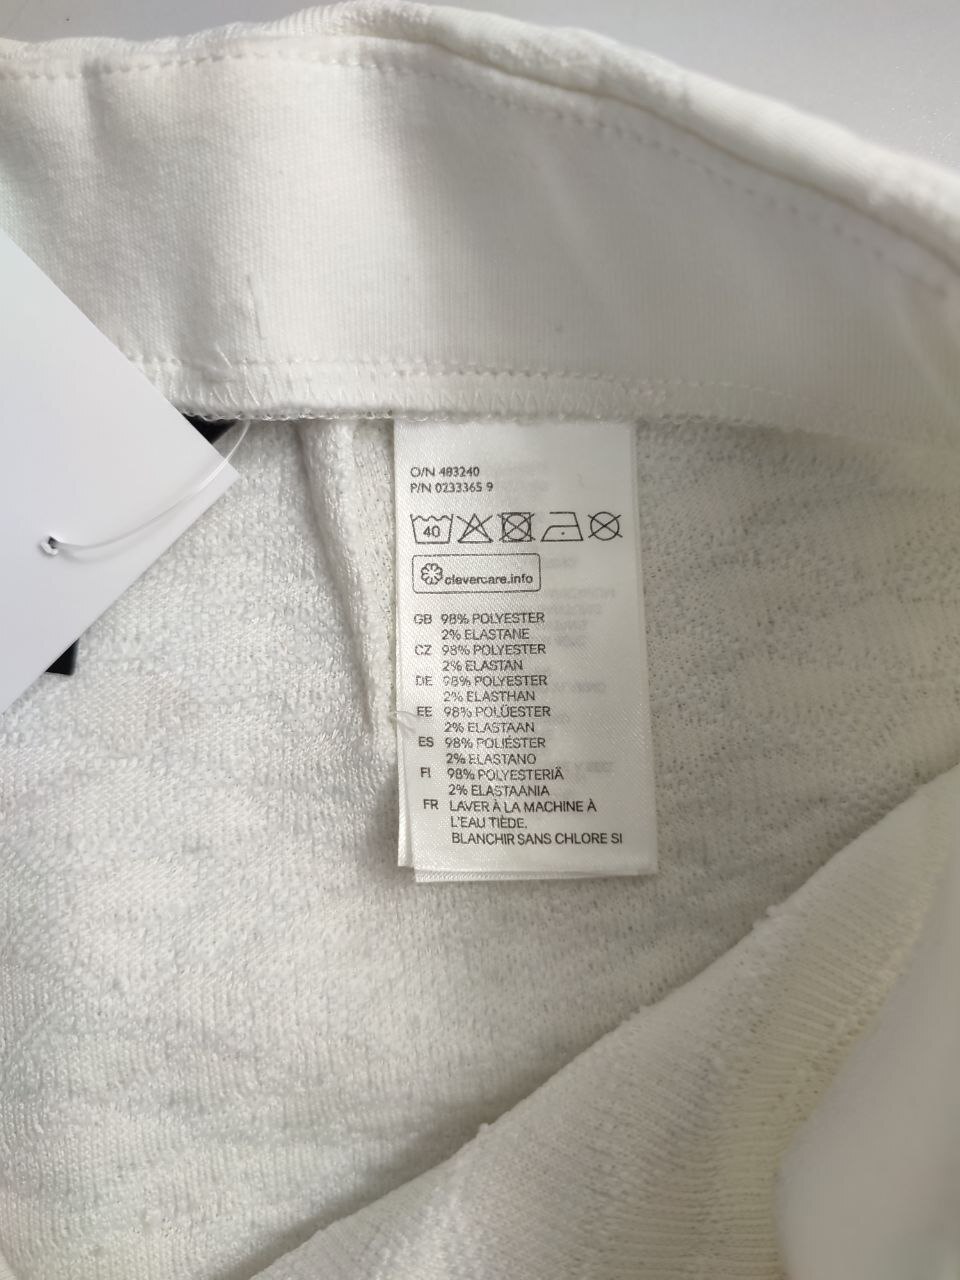 O/N 483240
P/N 0233365 9
40
clevercare.info
GB 98% POLYESTER
2% ELASTANE
CZ 98% POLYESTER
2% ELASTAN
DE 98% POLYESTER
2% ELASTHAN
EE 98% POLÜESTER
2% ELASTAAN
ES 98% POLIÉSTER
2% ELASTANO
FI 98% POLYESTERIÄ
2% ELASTAANIA
FR LAVER À LA MACHINE À
L'EAU TIÈDE.
BLANCHIR SANS CHLORE SI